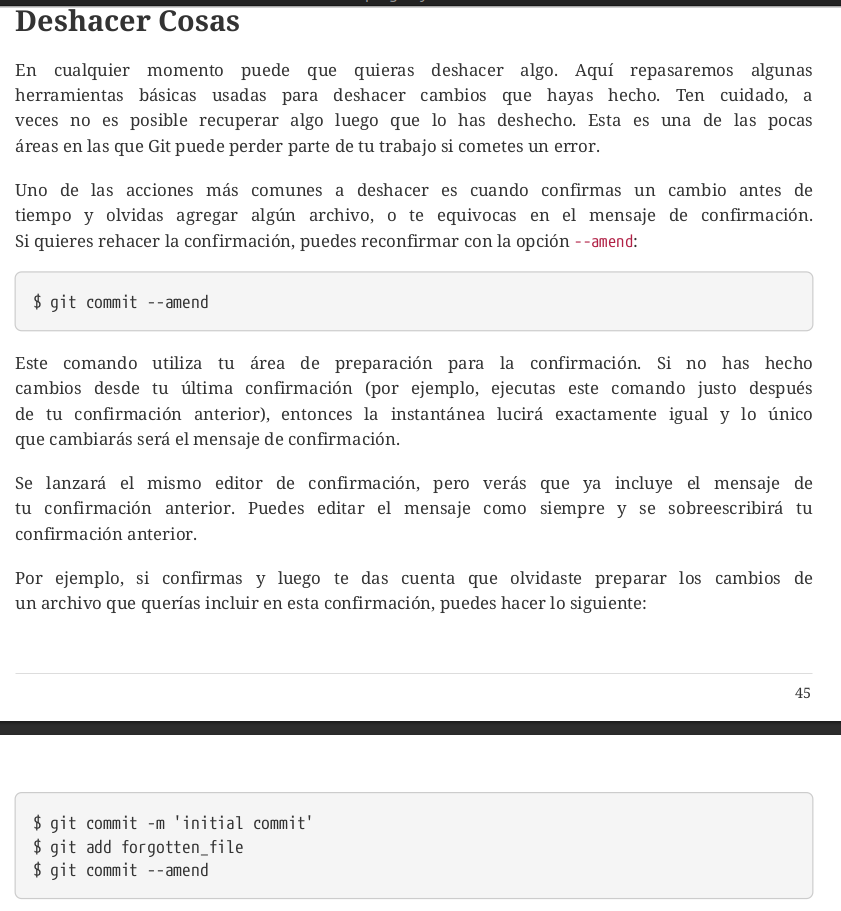 Deshacer Cosas
En cualquier momento puede que quieras deshacer algo. Aquí repasaremos algunas
herramientas básicas usadas para deshacer cambios que hayas hecho. Ten cuidado, a
veces no es posible recuperar algo luego que lo has deshecho. Esta es una de las pocas
áreas en las que Git puede perder parte de tu trabajo si cometes un error.
Uno de las acciones más comunes a deshacer es cuando confirmas un cambio antes de
tiempo y olvidas agregar algún archivo, o te equivocas en el mensaje de confirmación.
Si quieres rehacer la confirmación, puedes reconfirmar con la opción --amend:
$ git commit --amend
Este comando utiliza tu área de preparación para la confirmación. Si no has hecho
cambios desde tu última confirmación (por ejemplo, ejecutas este comando justo después
de tu confirmación anterior), entonces la instantánea lucirá exactamente igual y lo único
que cambiarás será el mensaje de confirmación.
Se lanzará el mismo editor de confirmación, pero verás que ya incluye el mensaje de
tu confirmación anterior. Puedes editar el mensaje como siempre y se sobreescribirá tu
confirmación anterior.
Por ejemplo, si confirmas y luego te das cuenta que olvidaste preparar los cambios de
un archivo que querías incluir en esta confirmación, puedes hacer lo siguiente:
45
$ git commit -m 'initial commit'
$ git add forgotten_file
$ git commit --amend